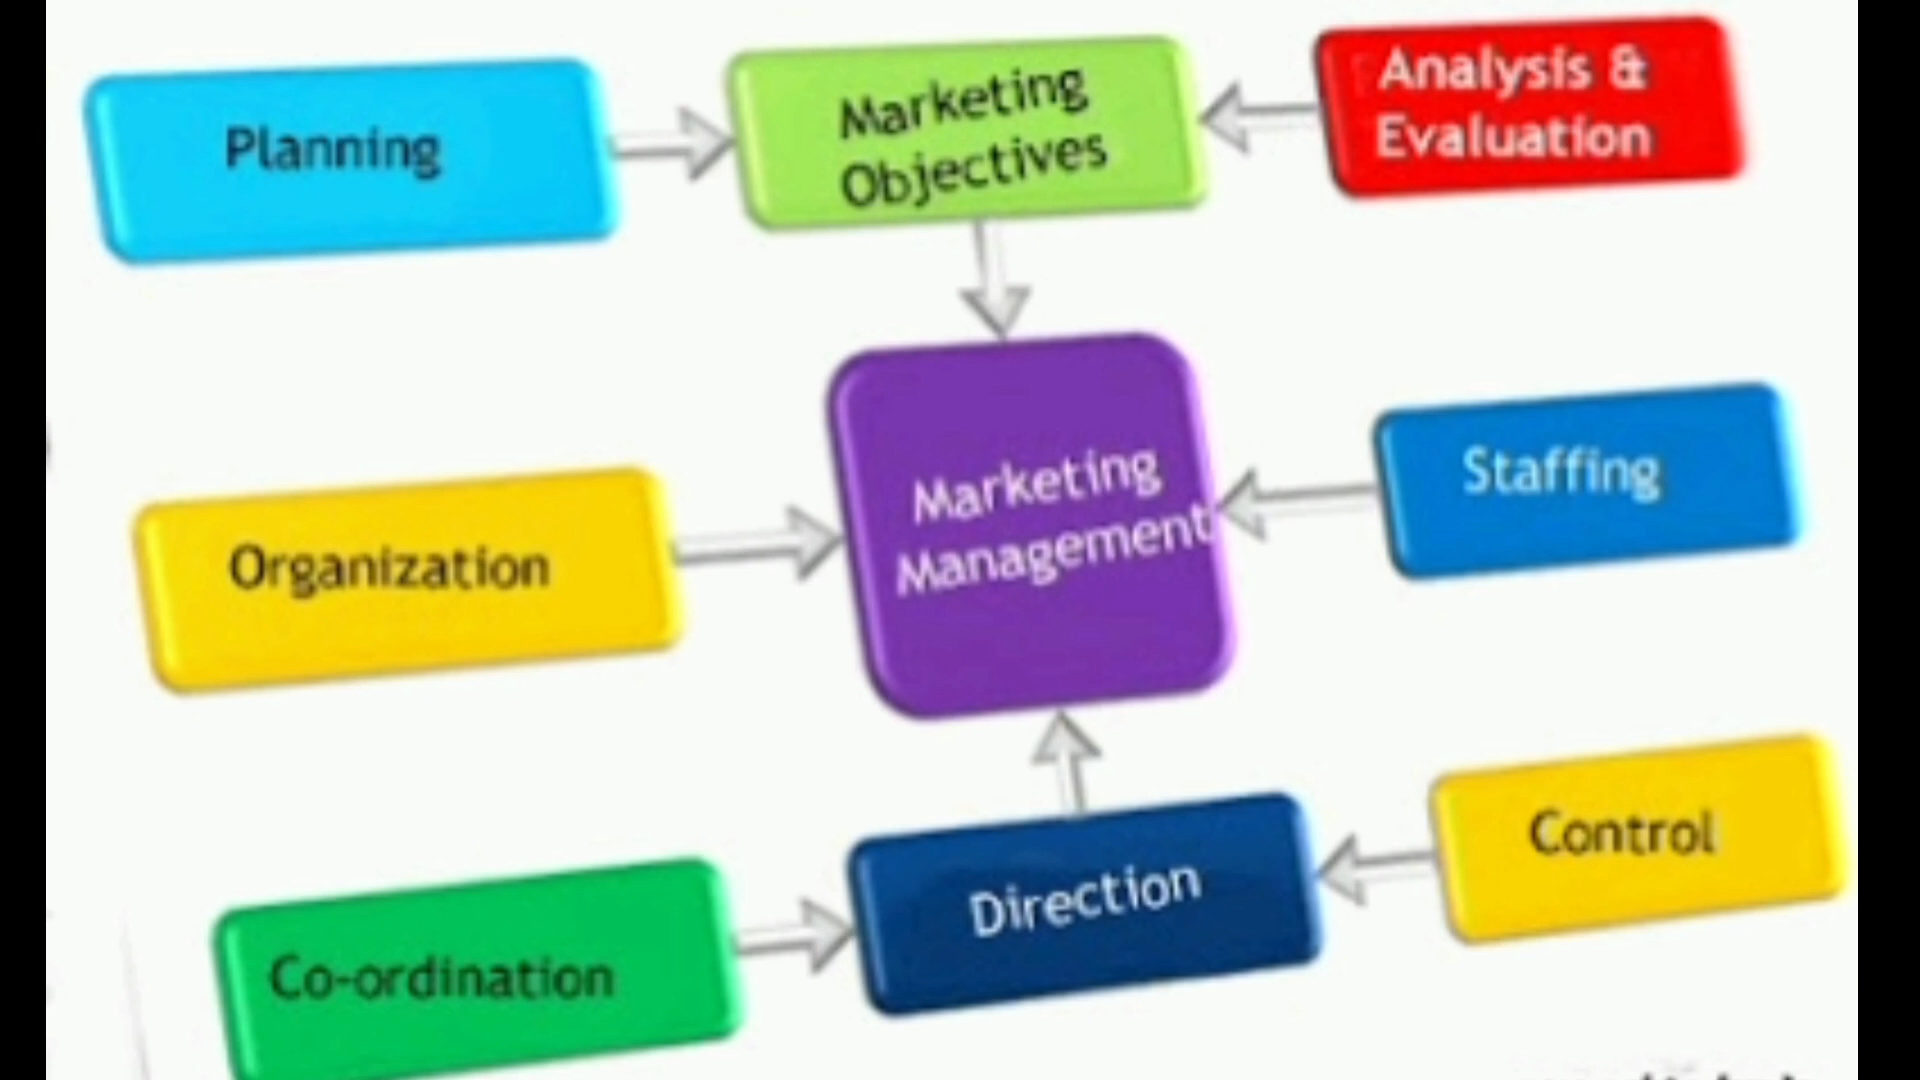 Planning
Marketing
Objectives
Analysis &
Evaluation
Organization
Marketing
Management
Staffing
Co-ordination
Direction
Control